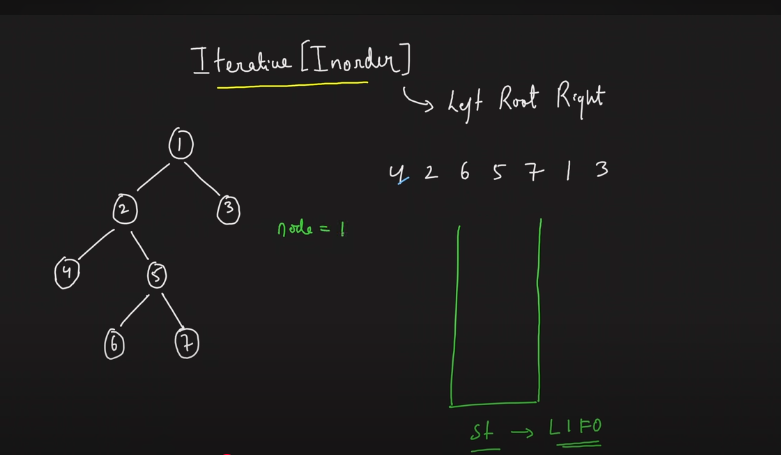 Iterative [Inorder]
Left Root Right
4 2 6 5 7 1 3
1
2
3
node = 1
4
5
6
7
st → LIFO